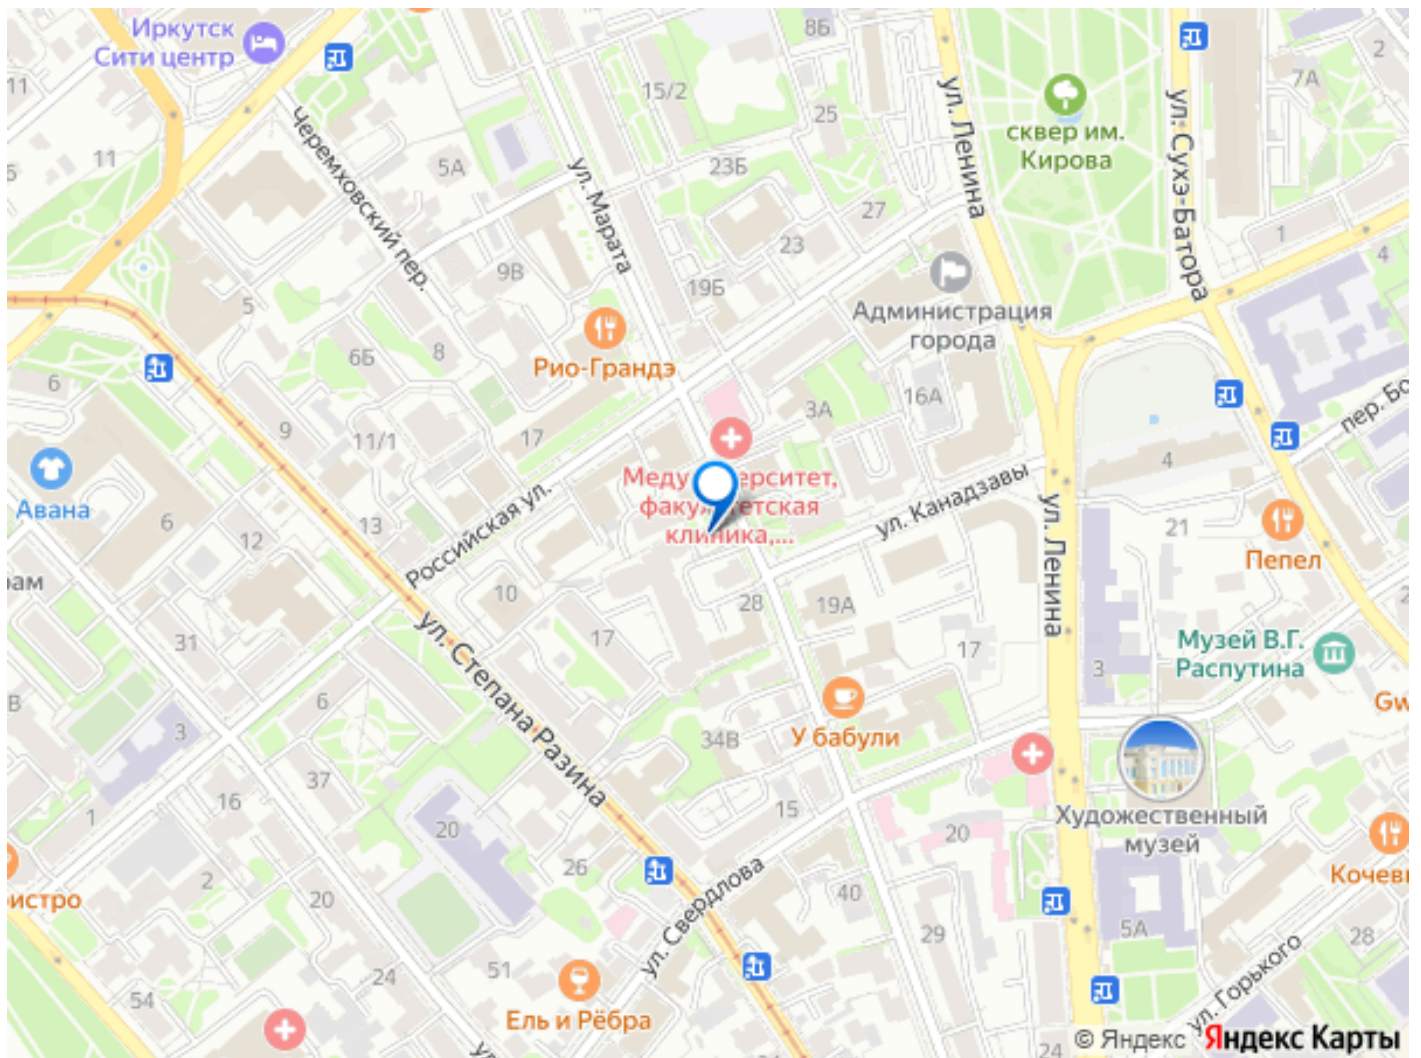 Иркутск
Сити центр
8Б
2
7А
11
15/2
25
сквер им.
Кирова
ул. Ленина
ул. Сухэ-Батора
Черемховский пер.
ул. Марата
5А
11
23Б
27
23
1
4
9В
19Б
5
Администрация
города
Рио-Грандэ
6Б
8
6
16А
3А
9
11/1
17
пер. Бо
4
Авана
Российская ул.
ул. Канадзавы
ул. Ленина
21
Пепел
6
13
12
10
28
19А
2
31
17
17
3
Музей В.Г.
Распутина
Gw
ул. Степана Разина
6
3
37
34В
У бабули
16
1
15
20
20
Художественный
музей
26
2
20
40
Кочеві
ул. Свердлова
29
5А
28
51
24
54
Ель и Рёбра
ул. Горького
24
© Яндекс Яндекс Карты